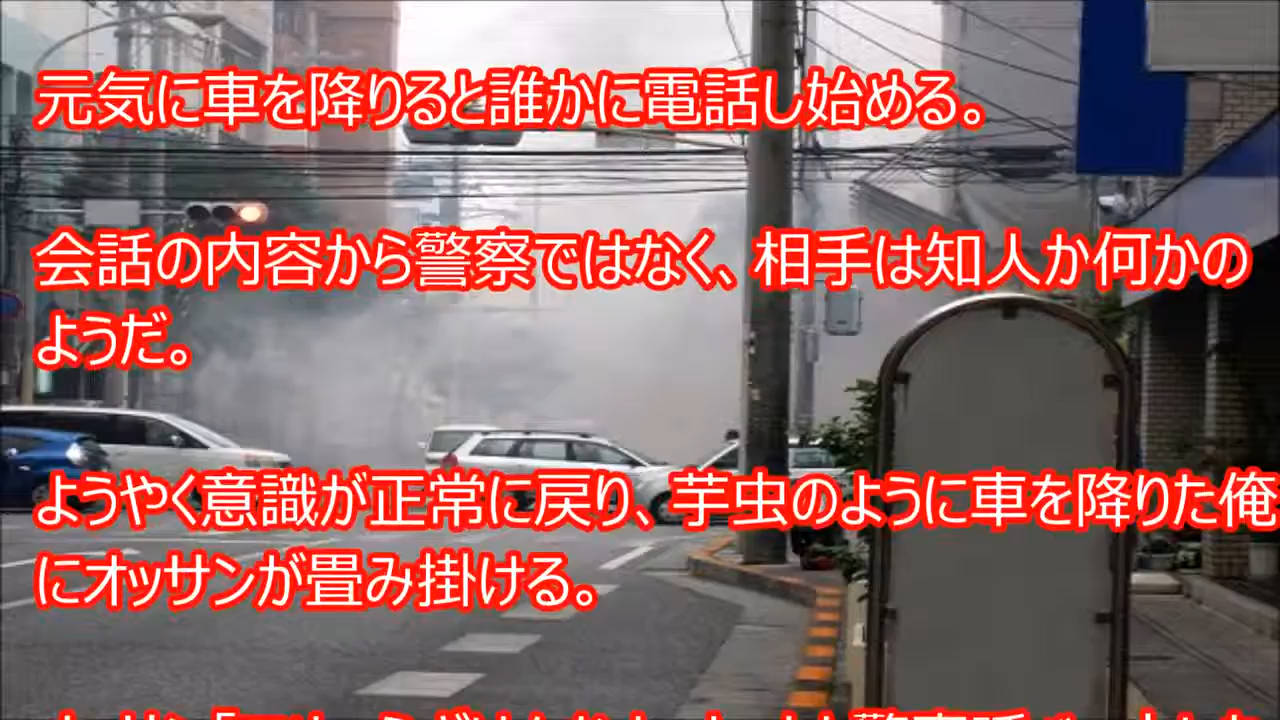 元気に車を降りると誰かに電話し始める。
会話の内容から警察ではなく、相手は知人か何かの
ようだ。
ようやく意識が正常に戻り、芋虫のように車を降りた俺
にオッサンが畳み掛ける。